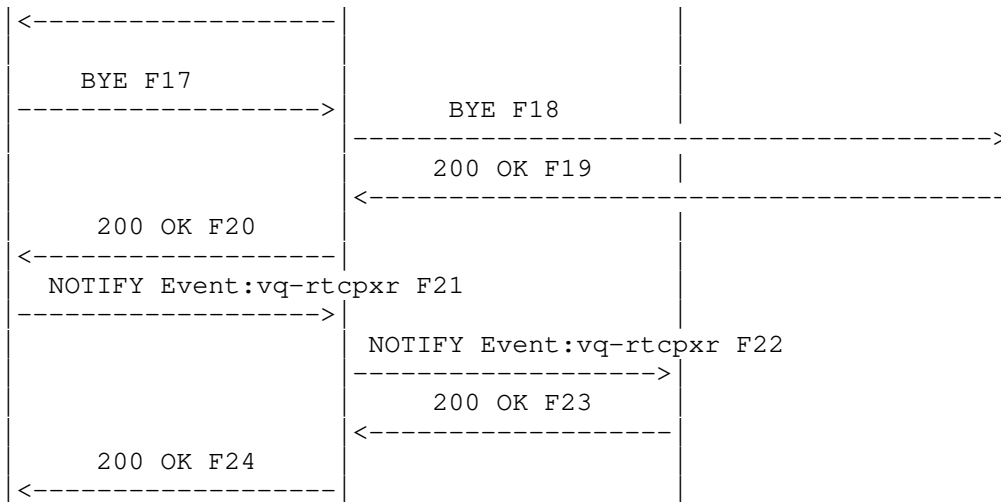 BYE F17
BYE F18
200 OK F19
200 OK F20
NOTIFY Event:vq-rtcpxr F21
NOTIFY Event:vq-rtcpxr F22
200 OK F23
200 OK F24